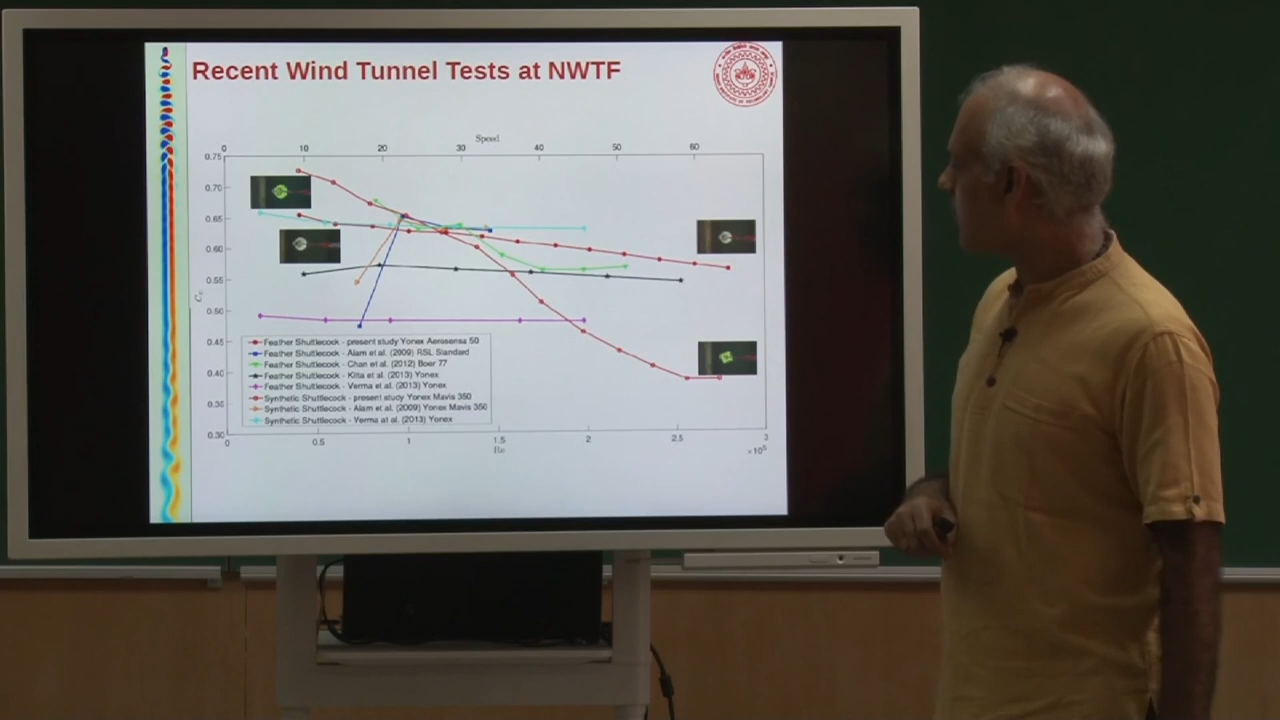 Recent Wind Tunnel Tests at NWTF
Speed
0 10 20 30 40 50 60
0.75
0.70
0.65
0.60
0.55
0.50
0.45
0.40
0.35
0.30
Feather Shuttlecock - present study Yonex Aerosensa 50
Feather Shuttlecock - Alam et al. (2009) RSL Standard
Feather Shuttlecock - Chan et al. (2012) Boer 77
Feather Shuttlecock - Kitta (2013) Yonex
Feather Shuttlecock - Verma et al. (2013) Yonex
Synthetic Shuttlecock - present study Yonex Mavis 350
Synthetic Shuttlecock - Alam et al. (2009) Yonex Mavis 350
Synthetic Shuttlecock - Verma at al. (2013) Yonex
0 0.5 1 1.5 2 2.5 3
Re
×10⁵